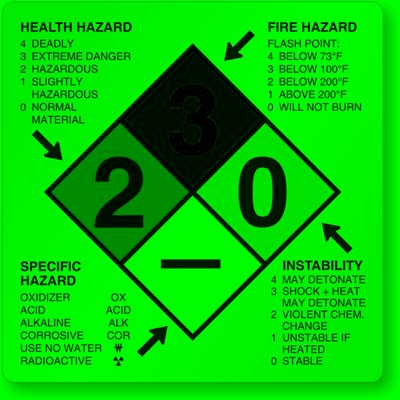 HEALTH HAZARD
4 DEADLY
3 EXTREME DANGER
2 HAZARDOUS
1 SLIGHTLY
HAZARDOUS
0 NORMAL
MATERIAL
FIRE HAZARD
FLASH POINT:
4 BELOW 73°F
3 BELOW 100°F
2 BELOW 200°F
1 ABOVE 200°F
0 WILL NOT BURN
3
2
0
—
SPECIFIC
HAZARD
OXIDIZER OX
ACID ACID
ALKALINE ALK
CORROSIVE COR
USE NO WATER W
RADIOACTIVE ☢
INSTABILITY
4 MAY DETONATE
3 SHOCK + HEAT
MAY DETONATE
2 VIOLENT CHEM.
CHANGE
1 UNSTABLE IF
HEATED
0 STABLE